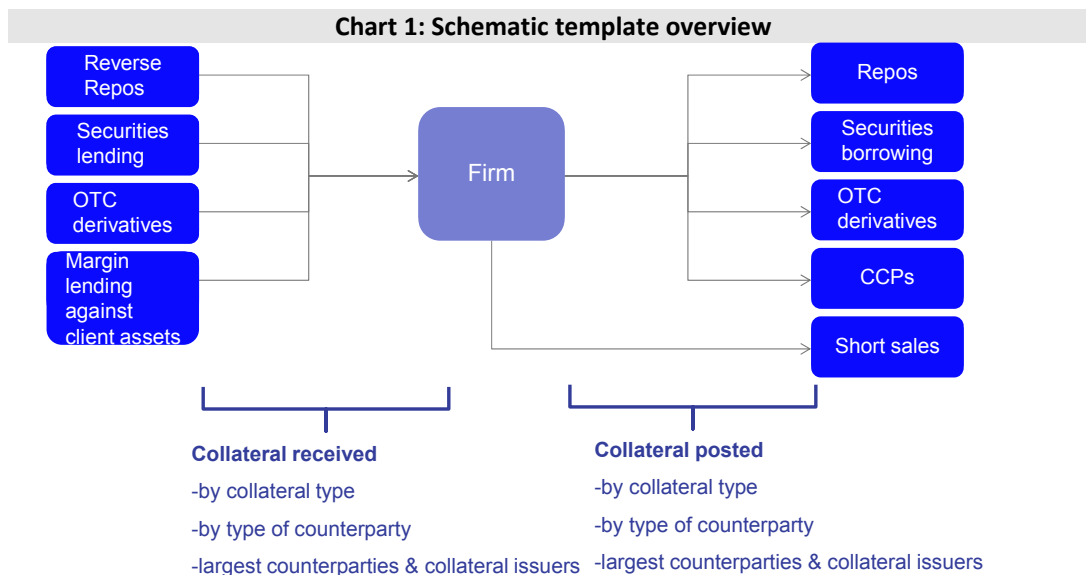 Chart 1: Schematic template overview
Reverse
Repos
Securities
lending
OTC
derivatives
Margin
lending
against
client assets
Firm
Repos
Securities
borrowing
OTC
derivatives
CCPs
Short sales
Collateral received
-by collateral type
-by type of counterparty
-largest counterparties & collateral issuers
Collateral posted
-by collateral type
-by type of counterparty
-largest counterparties & collateral issuers